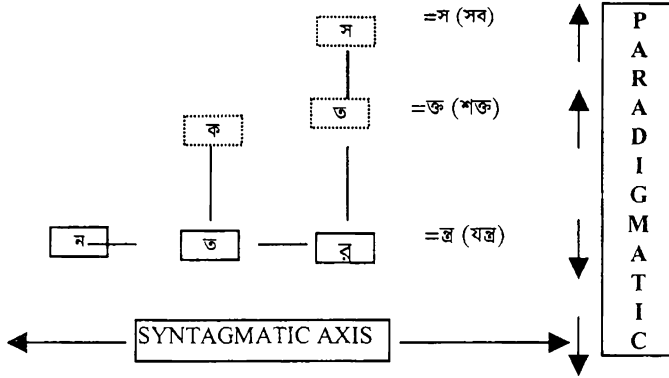 স =স (সব)
ত =ক্ত (শক্ত)
ক
ন ত র =ন্ত্র (যন্ত্র)
SYNTAGMATIC AXIS
PARADIGMATIC